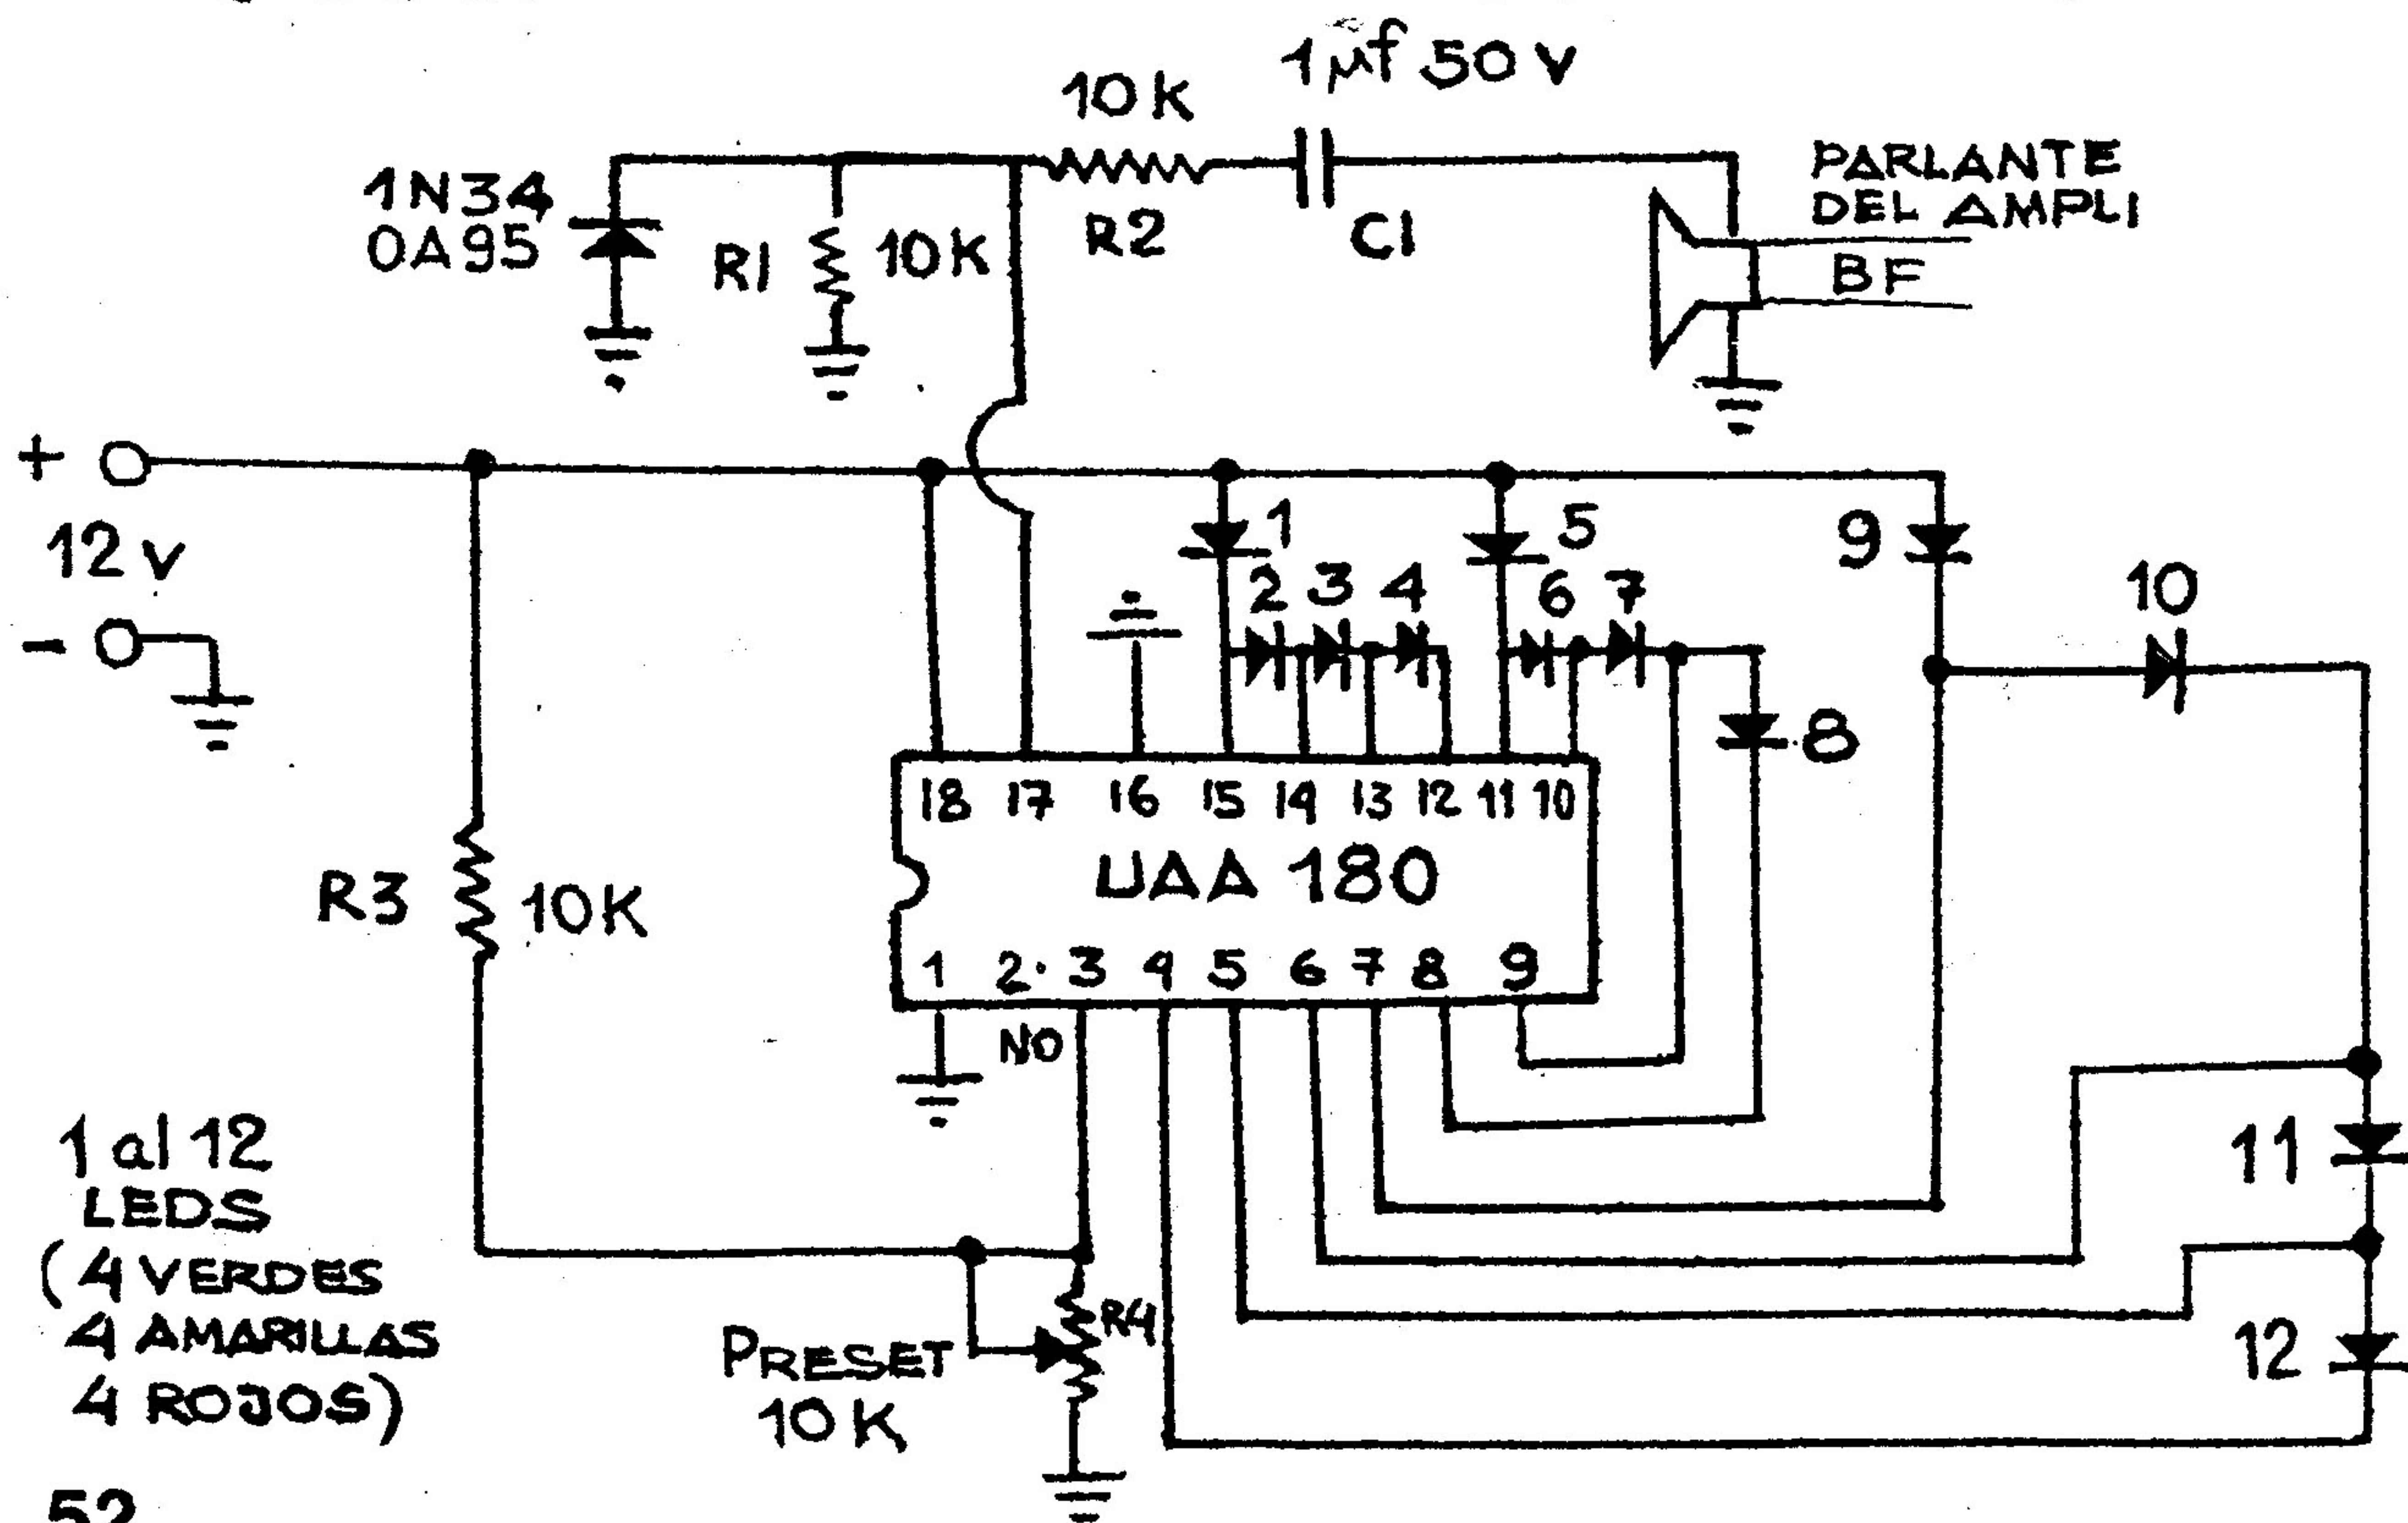 1µf 50 V
10K
R2
C1
PARLANTE
DEL AMPLI
BF
1N34
OA95
R1
10K
+
12 V
-
1
2
3
4
5
6
7
8
9
10
18 17 16 15 14 13 12 11 10
UAA 180
1 2 3 4 5 6 7 8 9
NO
R3
10K
11
12
1 al 12
LEDS
(4 VERDES
4 AMARILLAS
4 ROJOS)
R4
PRESET
10K
52